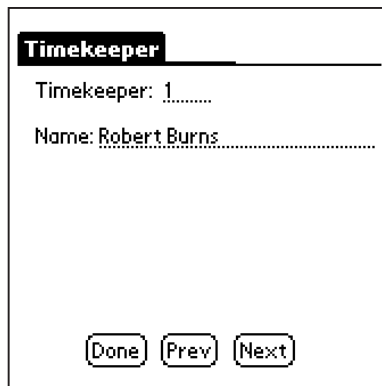 Timekeeper
Timekeeper: 1
Name: Robert Burns
Done Prev Next